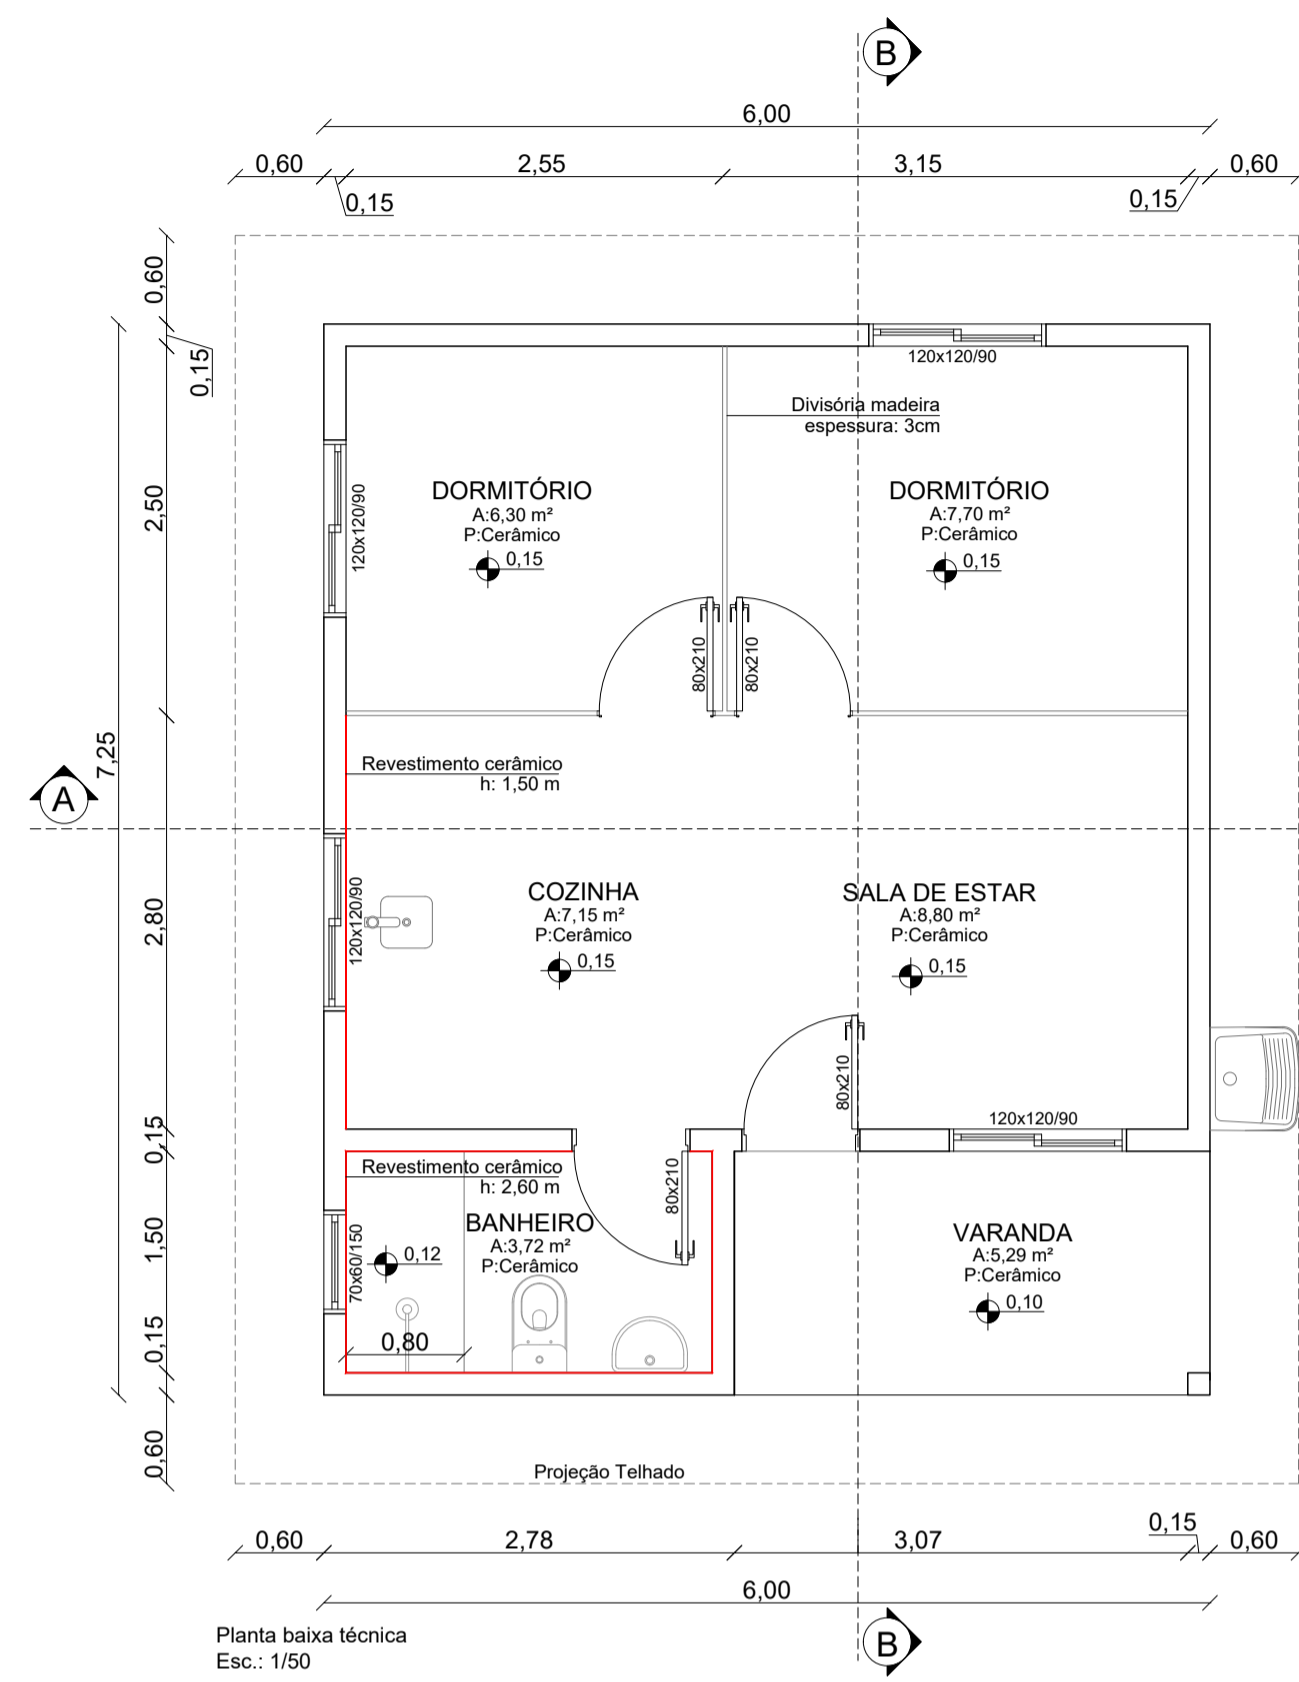 B
6,00
0,60
2,55
3,15
0,60
0,15
0,15
0,60
0,15
120x120/90
Divisória madeira
espessura: 3cm
2,50
120x120/90
DORMITÓRIO
A:6,30 m²
P:Cerâmico
0,15
DORMITÓRIO
A:7,70 m²
P:Cerâmico
0,15
80x210
80x210
7,25
Revestimento cerâmico
h: 1,50 m
A
2,80
120x120/90
COZINHA
A:7,15 m²
P:Cerâmico
0,15
SALA DE ESTAR
A:8,80 m²
P:Cerâmico
0,15
80x210
120x120/90
0,15
Revestimento cerâmico
h: 2,60 m
80x210
1,50
70x60/150
BANHEIRO
A:3,72 m²
P:Cerâmico
0,12
VARANDA
A:5,29 m²
P:Cerâmico
0,10
0,15
0,80
0,60
Projeção Telhado
0,60
2,78
3,07
0,15
0,60
6,00
B
Planta baixa técnica
Esc.: 1/50